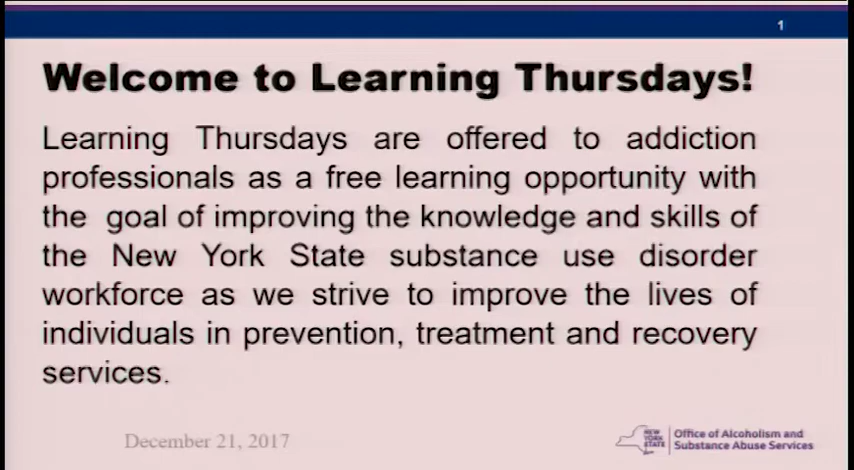 1
Welcome to Learning Thursdays!
Learning Thursdays are offered to addiction
professionals as a free learning opportunity with
the goal of improving the knowledge and skills of
the New York State substance use disorder
workforce as we strive to improve the lives of
individuals in prevention, treatment and recovery
services.
December 21, 2017
NEW
YORK
STATE
Office of Alcoholism and
Substance Abuse Services